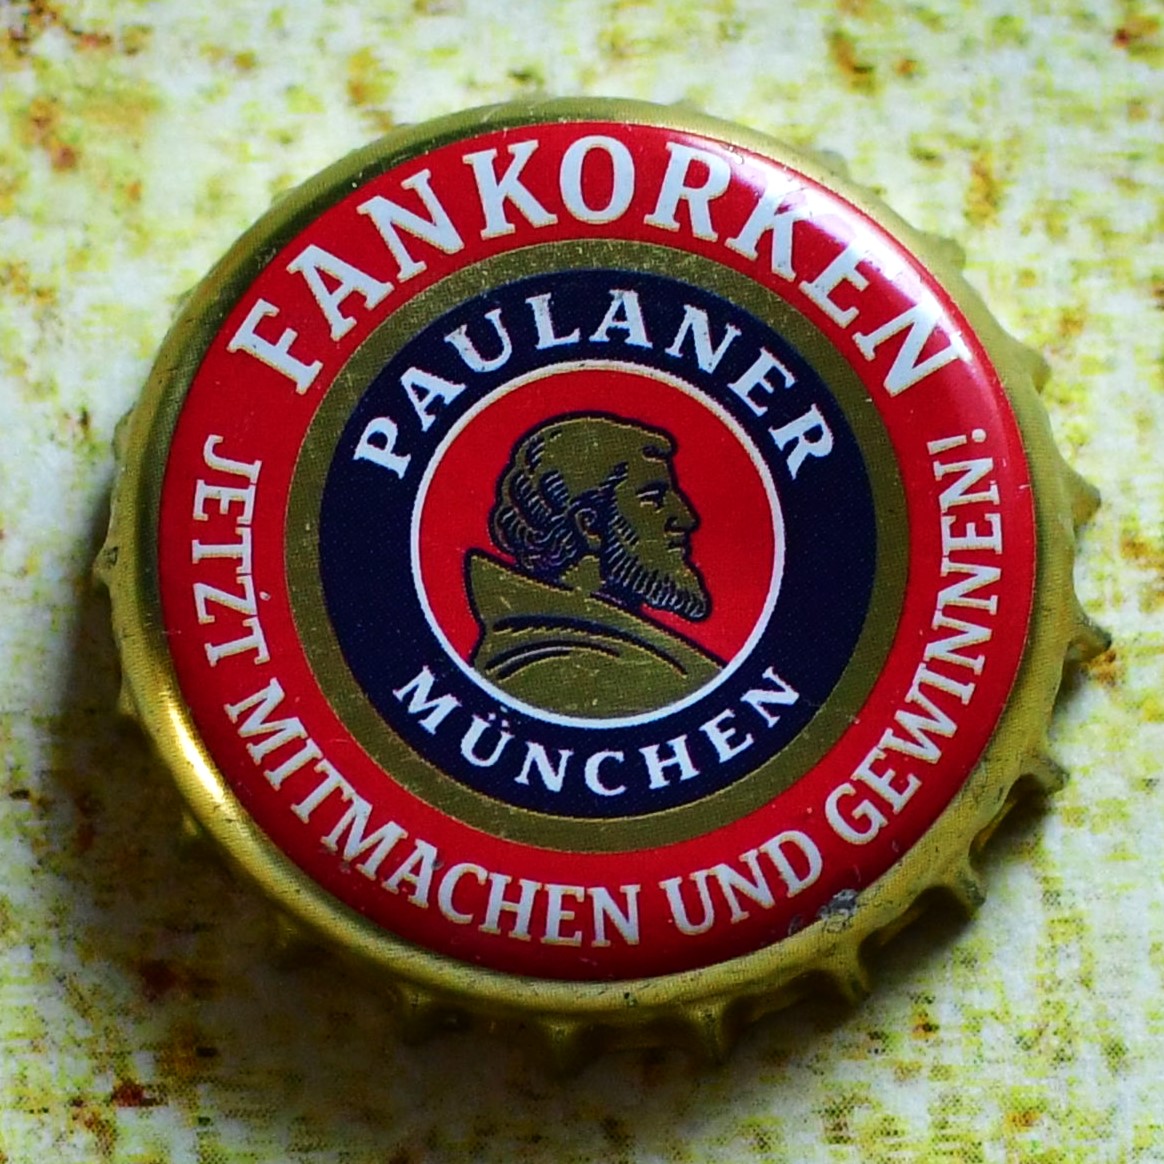 FANKORKEN
PAULANER
MÜNCHEN
JETZT MITMACHEN UND GEWINNEN!